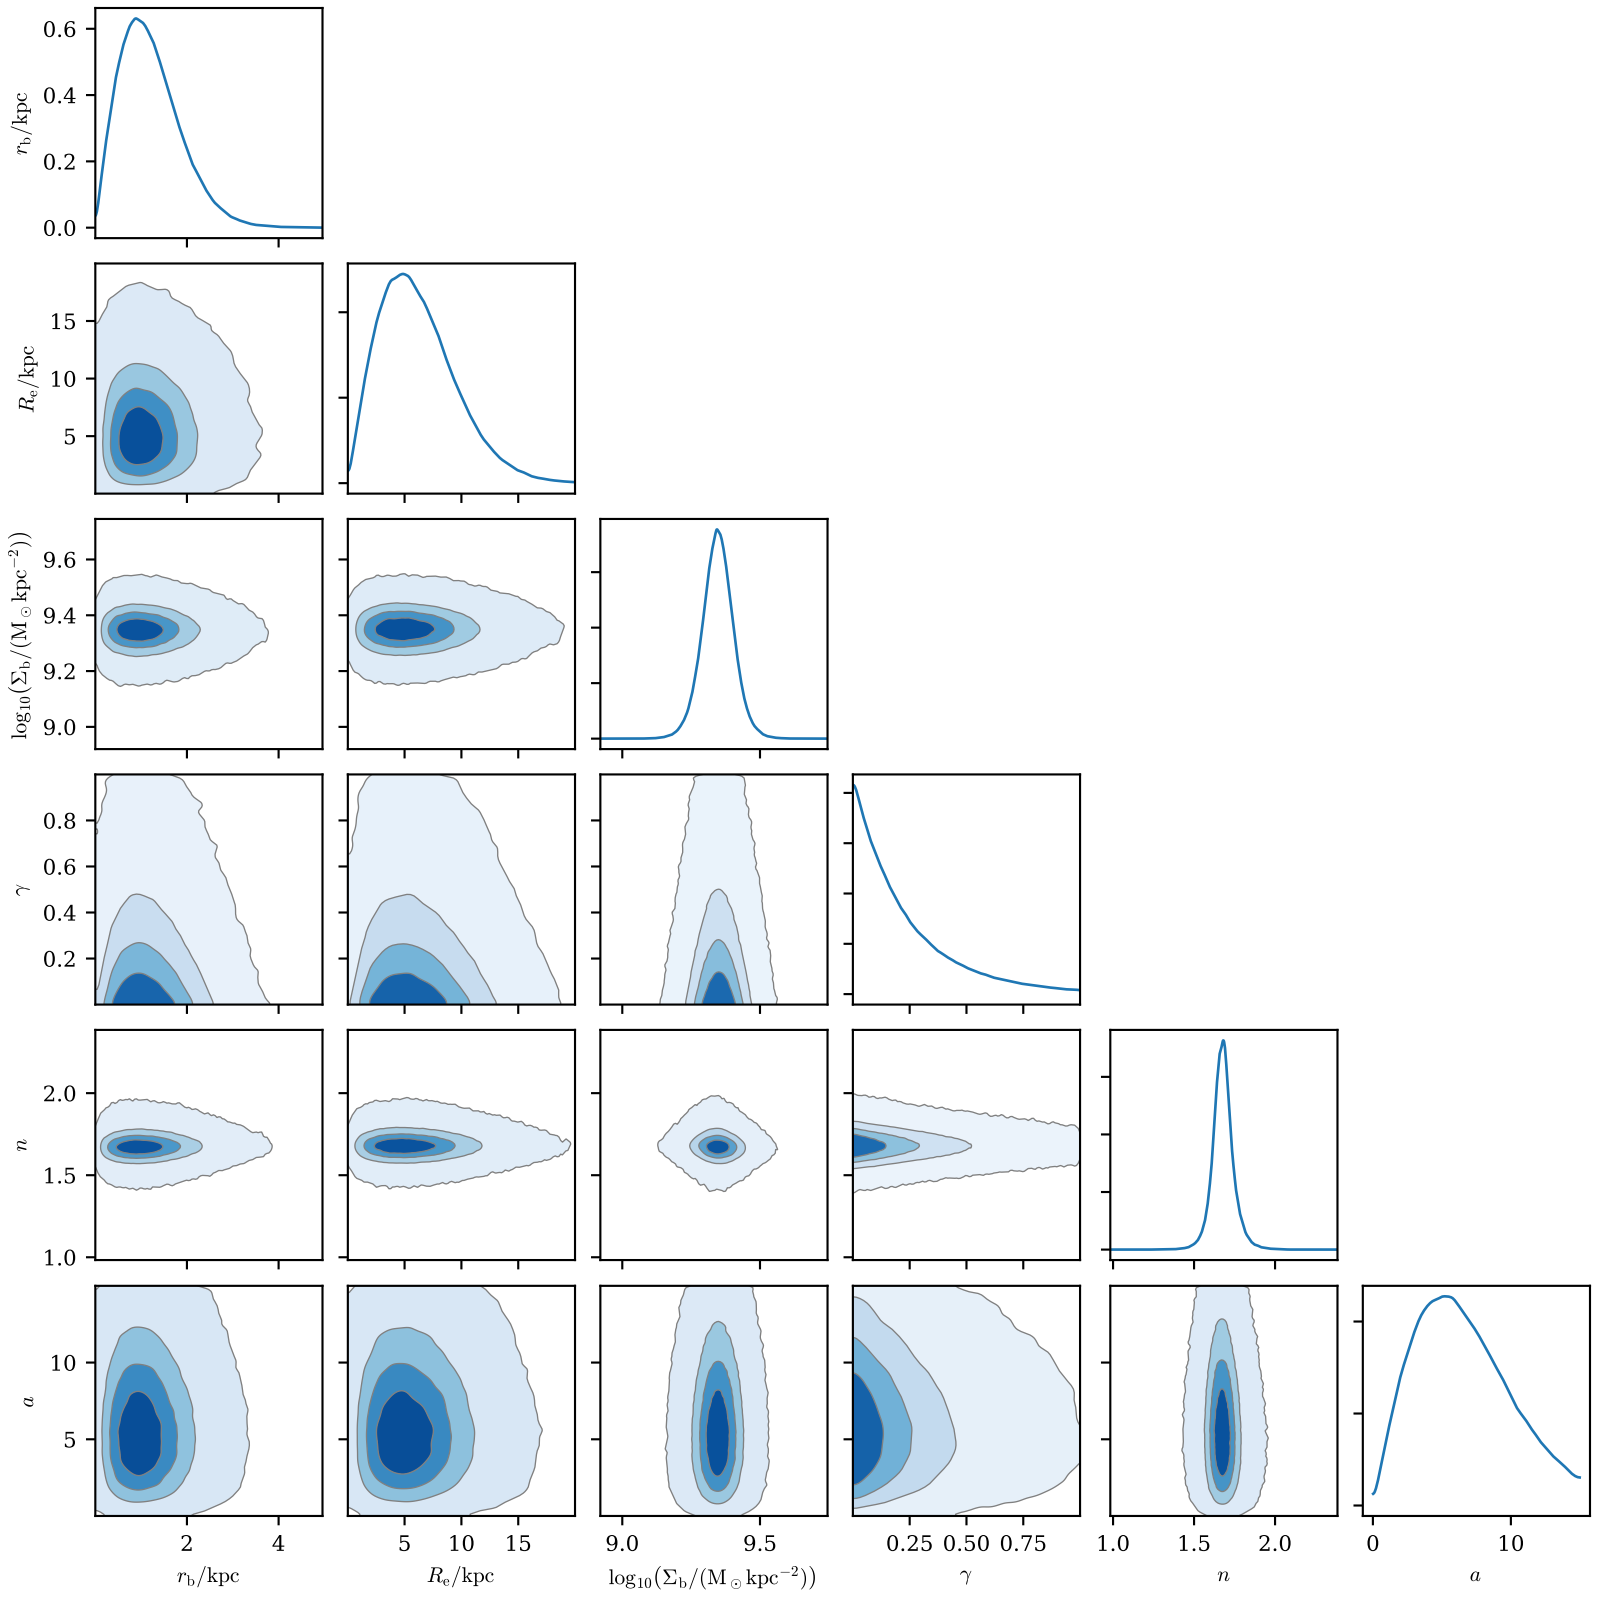 0.6
0.4
0.2
0.0
r_b/kpc
15
10
5
R_e/kpc
9.6
9.4
9.2
9.0
log₁₀(Σ_b/(M_⊙ kpc⁻²))
0.8
0.6
0.4
0.2
γ
2.0
1.5
1.0
n
10
5
a
2 4
5 10 15
9.0 9.5
0.25 0.50 0.75
1.0 1.5 2.0
0 10
r_b/kpc
R_e/kpc
log₁₀(Σ_b/(M_⊙ kpc⁻²))
γ
n
a